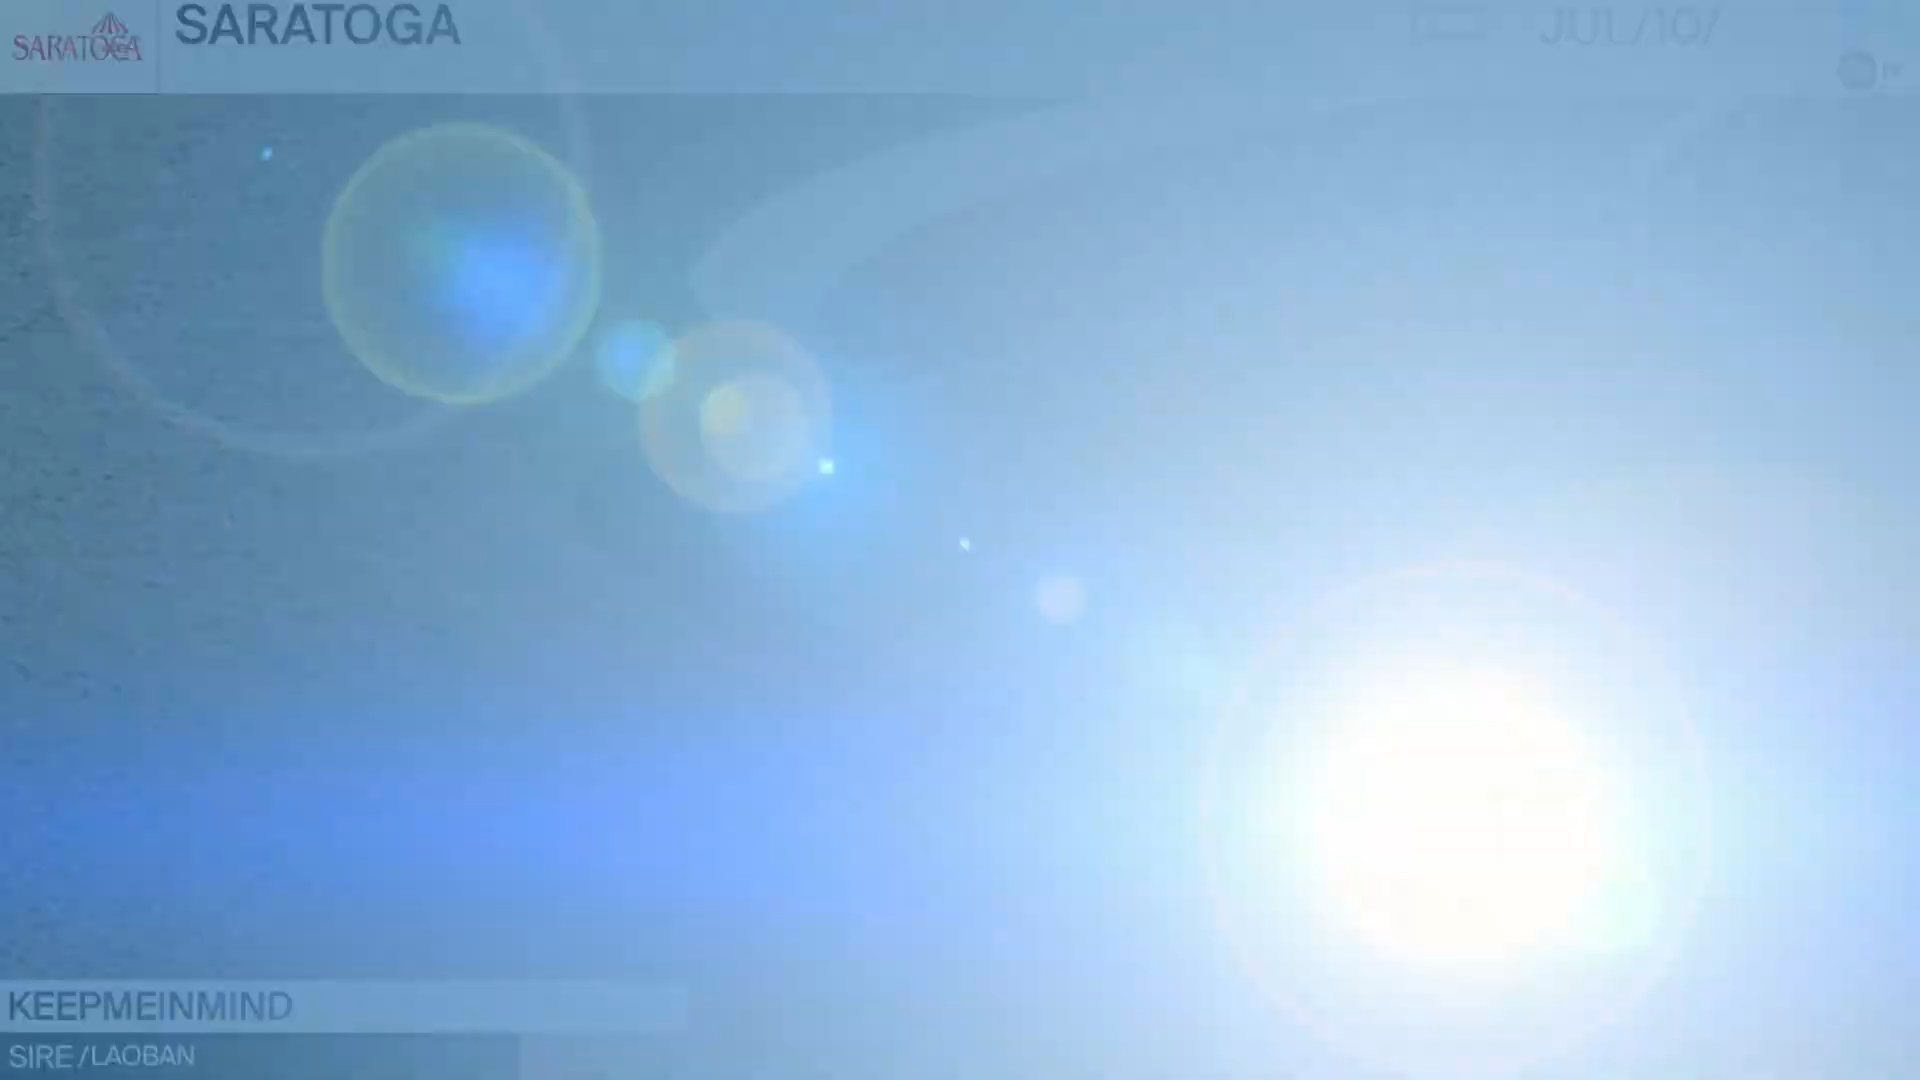 SARATOGA
SARATOGA
JUL/10/
KEEPMEINMIND
SIRE/LAOBAN